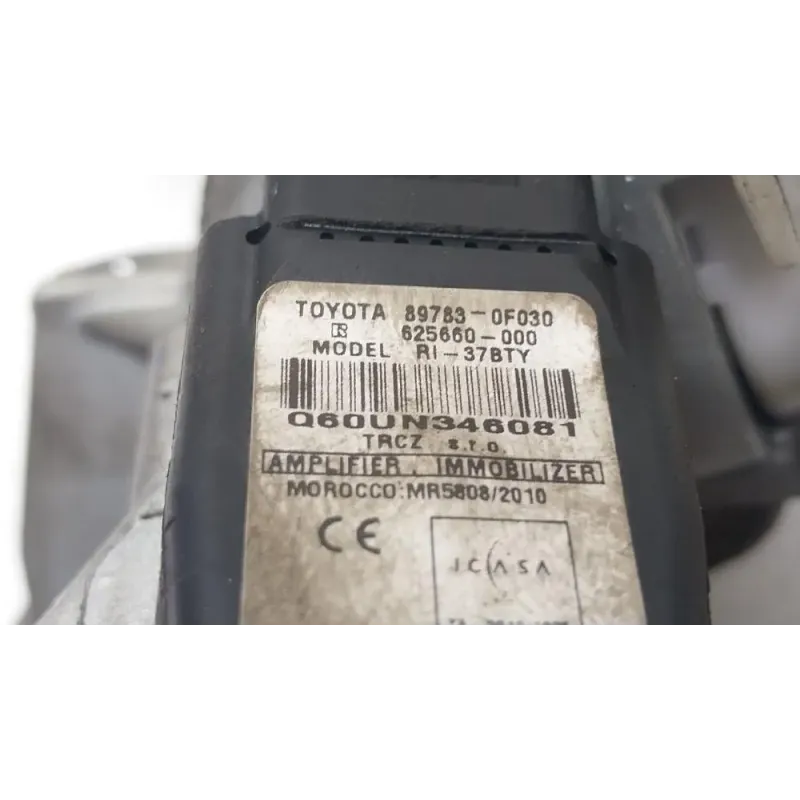 TOYOTA 89783-0F030
R 625660-000
MODEL RI-37BTY
Q60UN346081
TRCZ s.r.o.
AMPLIFIER, IMMOBILIZER
MOROCCO:MR5808/2010
CE
ICASA